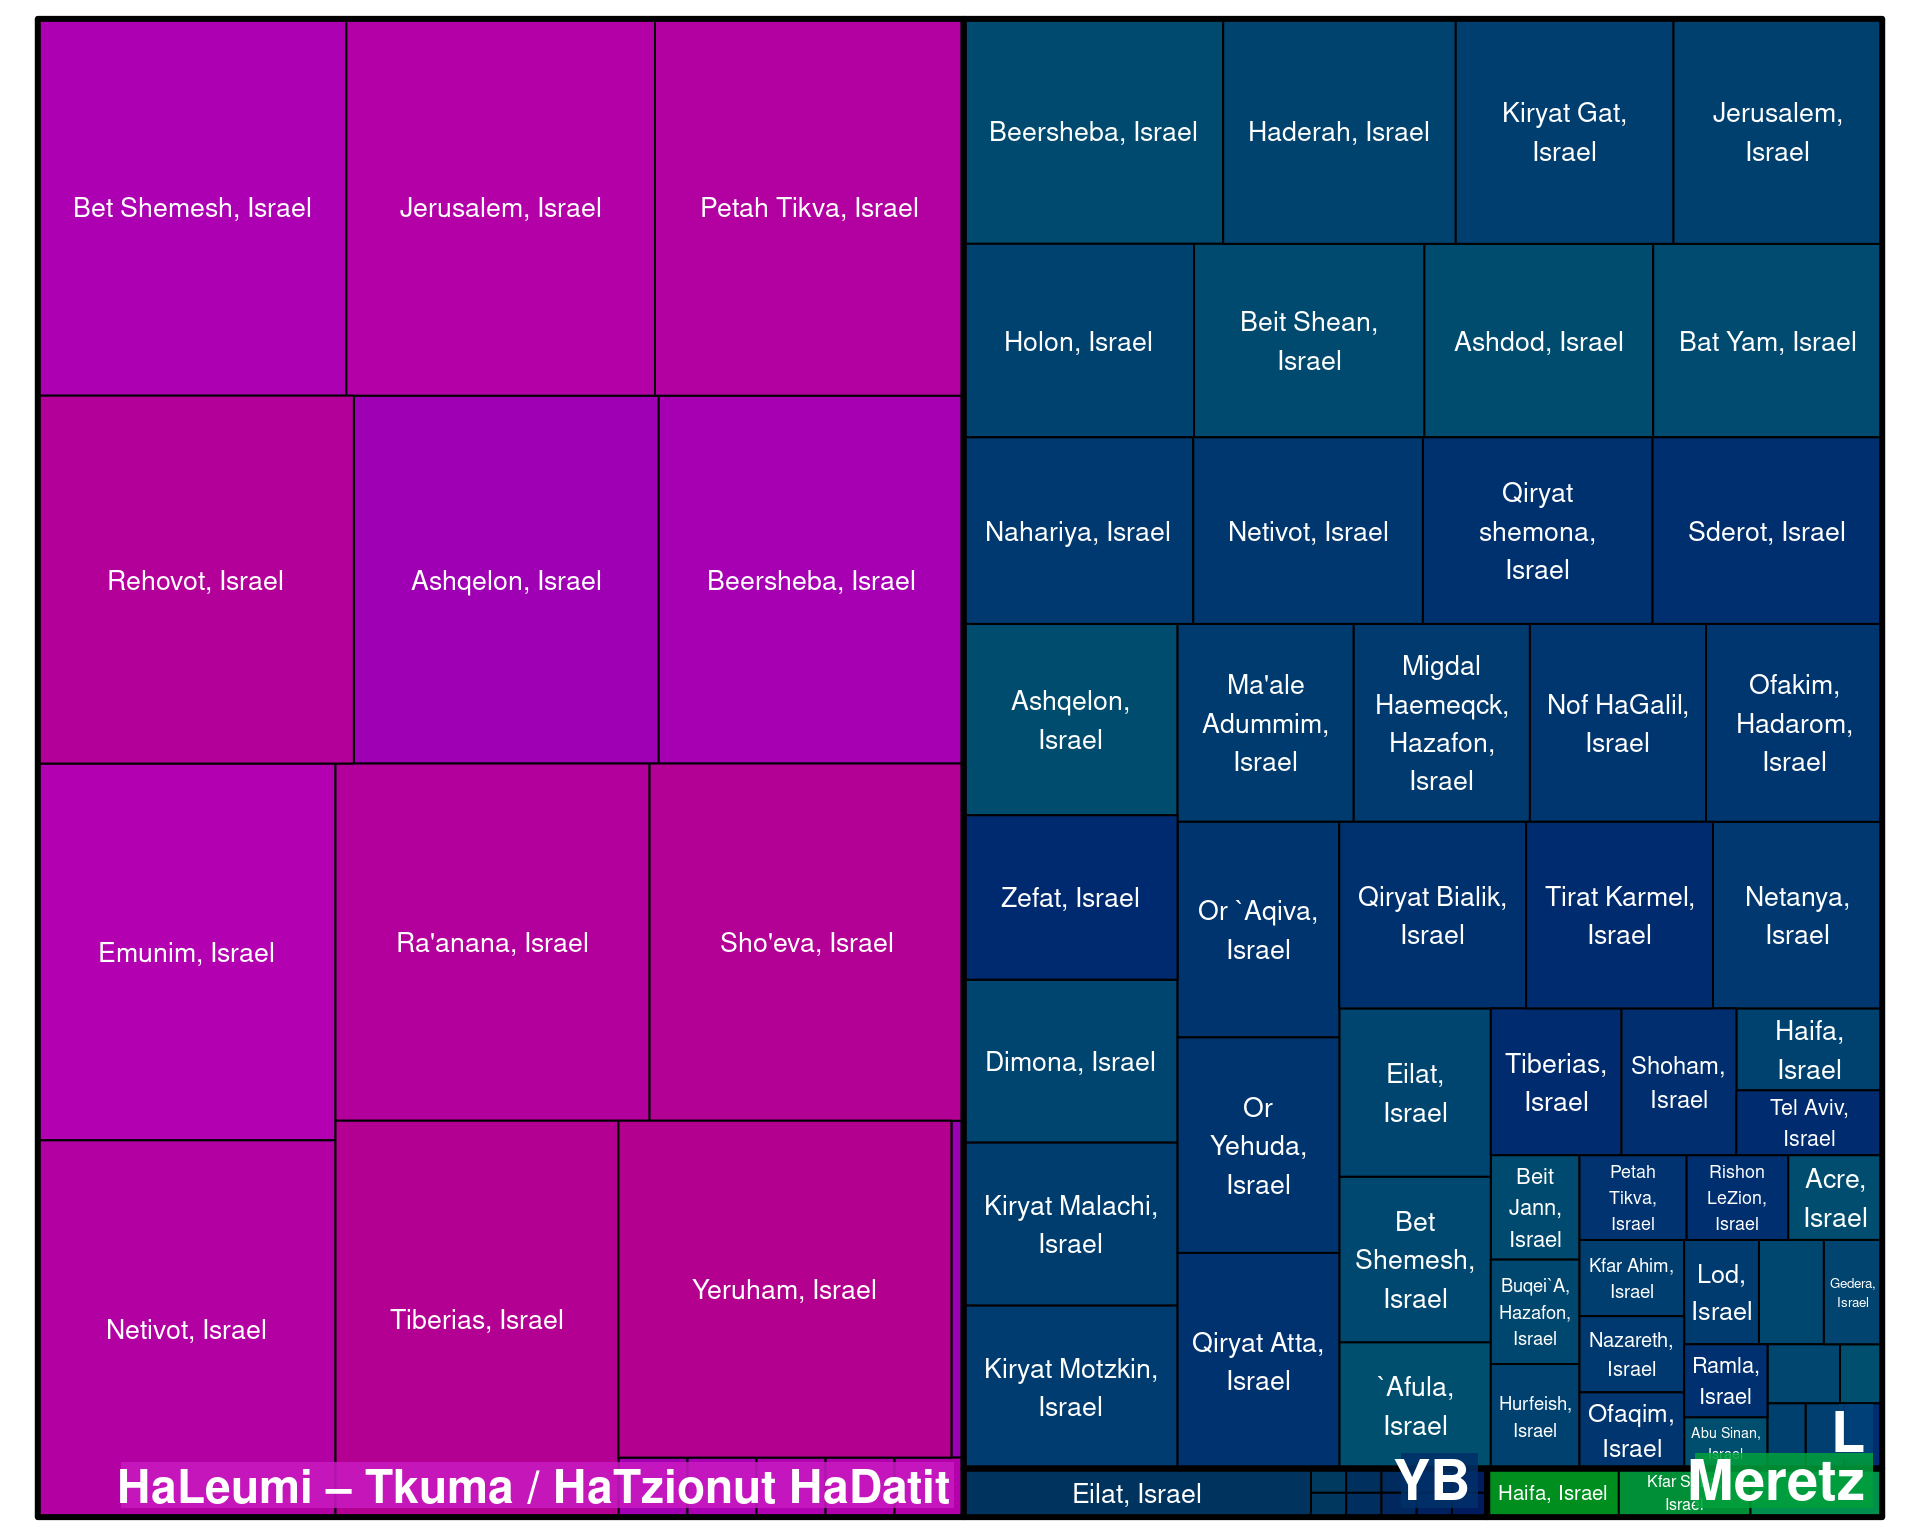 Bet Shemesh, Israel
Jerusalem, Israel
Petah Tikva, Israel
Rehovot, Israel
Ashqelon, Israel
Beersheba, Israel
Emunim, Israel
Ra'anana, Israel
Sho'eva, Israel
Netivot, Israel
Tiberias, Israel
Yeruham, Israel
HaLeumi – Tkuma / HaTzionut HaDatit
Beersheba, Israel
Haderah, Israel
Kiryat Gat,
Israel
Jerusalem,
Israel
Holon, Israel
Beit Shean,
Israel
Ashdod, Israel
Bat Yam, Israel
Nahariya, Israel
Netivot, Israel
Qiryat
shemona,
Israel
Sderot, Israel
Ashqelon,
Israel
Ma'ale
Adummim,
Israel
Migdal
Haemeqck,
Hazafon,
Israel
Nof HaGalil,
Israel
Ofakim,
Hadarom,
Israel
Zefat, Israel
Or `Aqiva,
Israel
Qiryat Bialik,
Israel
Tirat Karmel,
Israel
Netanya,
Israel
Dimona, Israel
Or
Yehuda,
Israel
Eilat,
Israel
Tiberias,
Israel
Shoham,
Israel
Haifa,
Israel
Tel Aviv,
Israel
Kiryat Malachi,
Israel
Bet
Shemesh,
Israel
Beit
Jann,
Israel
Petah
Tikva,
Israel
Rishon
LeZion,
Israel
Acre,
Israel
Kiryat Motzkin,
Israel
Qiryat Atta,
Israel
`Afula,
Israel
Buqei`A,
Hazafon,
Israel
Kfar Ahim,
Israel
Lod,
Israel
Gedera,
Israel
Nazareth,
Israel
Ramla,
Israel
Hurfeish,
Israel
Ofaqim,
Israel
Abu Sinan,
Israel
L
Eilat, Israel
YB
Haifa, Israel
Kfar
Israel
Meretz